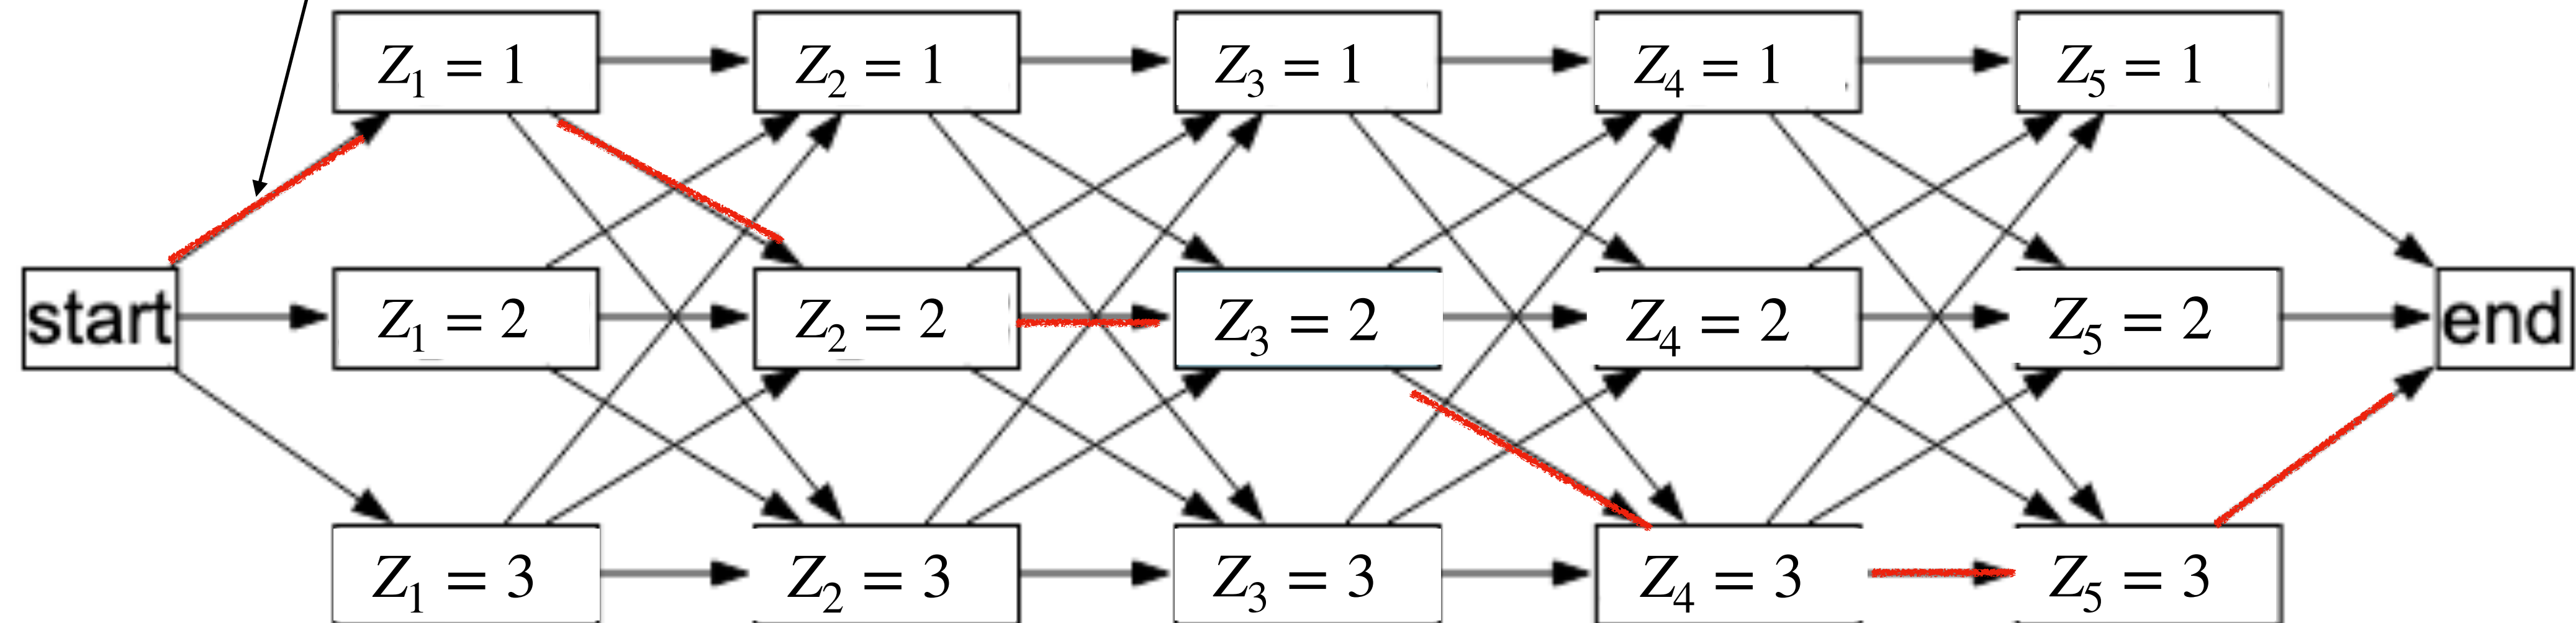 Z₁ = 1 Z₂ = 1 Z₃ = 1 Z₄ = 1 Z₅ = 1
start Z₁ = 2 Z₂ = 2 Z₃ = 2 Z₄ = 2 Z₅ = 2 end
Z₁ = 3 Z₂ = 3 Z₃ = 3 Z₄ = 3 Z₅ = 3